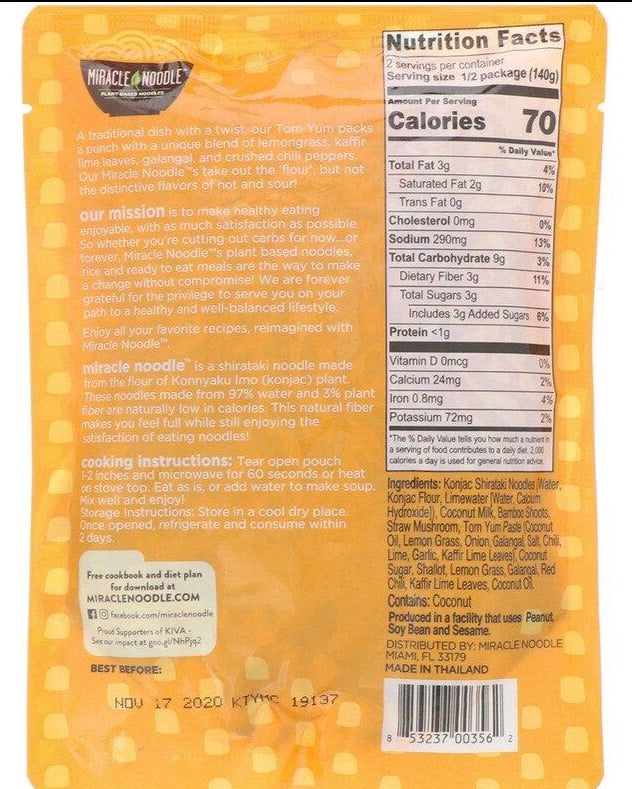 MIRACLE NOODLE™
PLANT BASED NOODLES
A traditional dish with a twist, our Tom Yum packs
a punch with a unique blend of lemongrass, kaffir
lime leaves, galangal, and crushed chili peppers.
Our Miracle Noodle™'s take out the 'flour', but not
the distinctive flavors of hot and sour!
our mission is to make healthy eating
enjoyable, with as much satisfaction as possible.
So whether you're cutting out carbs for now...or
forever, Miracle Noodle™'s plant based noodles,
rice and ready to eat meals are the way to make
a change without compromise! We are forever
grateful for the privilege to serve you on your
path to a healthy and well-balanced lifestyle.
Enjoy all your favorite recipes, reimagined with
Miracle Noodle™.
miracle noodle™ is a shirataki noodle made
from the flour of Konnyaku Imo (konjac) plant.
These noodles made from 97% water and 3% plant
fiber are naturally low in calories. This natural fiber
makes you feel full while still enjoying the
satisfaction of eating noodles!
cooking instructions: Tear open pouch
1-2 inches and microwave for 60 seconds or heat
on stove top. Eat as is, or add water to make soup.
Mix well and enjoy!
Storage Instructions: Store in a cool dry place.
Once opened, refrigerate and consume within
2 days.
Free cookbook and diet plan
for download at
MIRACLENOODLE.COM
facebook.com/miraclenoodle
Proud Supporters of KIVA -
See our impact at goo.gl/NhPjq2
BEST BEFORE:
NOV 17 2020 KTYMC 19137
Nutrition Facts
2 servings per container
Serving size 1/2 package (140g)
Amount Per Serving
Calories 70
% Daily Value*
Total Fat 3g 4%
Saturated Fat 2g 10%
Trans Fat 0g
Cholesterol 0mg 0%
Sodium 290mg 13%
Total Carbohydrate 9g 3%
Dietary Fiber 3g 11%
Total Sugars 3g
Includes 3g Added Sugars 6%
Protein <1g
Vitamin D 0mcg 0%
Calcium 24mg 2%
Iron 0.8mg 4%
Potassium 72mg 2%
*The % Daily Value tells you how much a nutrient in
a serving of food contributes to a daily diet. 2,000
calories a day is used for general nutrition advice.
Ingredients: Konjac Shirataki Noodles (Water,
Konjac Flour, Limewater [Water, Calcium
Hydroxide]), Coconut Milk, Bamboo Shoots,
Straw Mushroom, Tom Yum Paste (Coconut
Oil, Lemon Grass, Onion, Galangal, Salt, Chili,
Lime, Garlic, Kaffir Lime Leaves), Coconut
Sugar, Shallot, Lemon Grass, Galangal, Red
Chili, Kaffir Lime Leaves, Coconut Oil.
Contains: Coconut
Produced in a facility that uses Peanut,
Soy Bean and Sesame.
DISTRIBUTED BY: MIRACLE NOODLE
MIAMI, FL 33179
MADE IN THAILAND
8 53237 00356 2